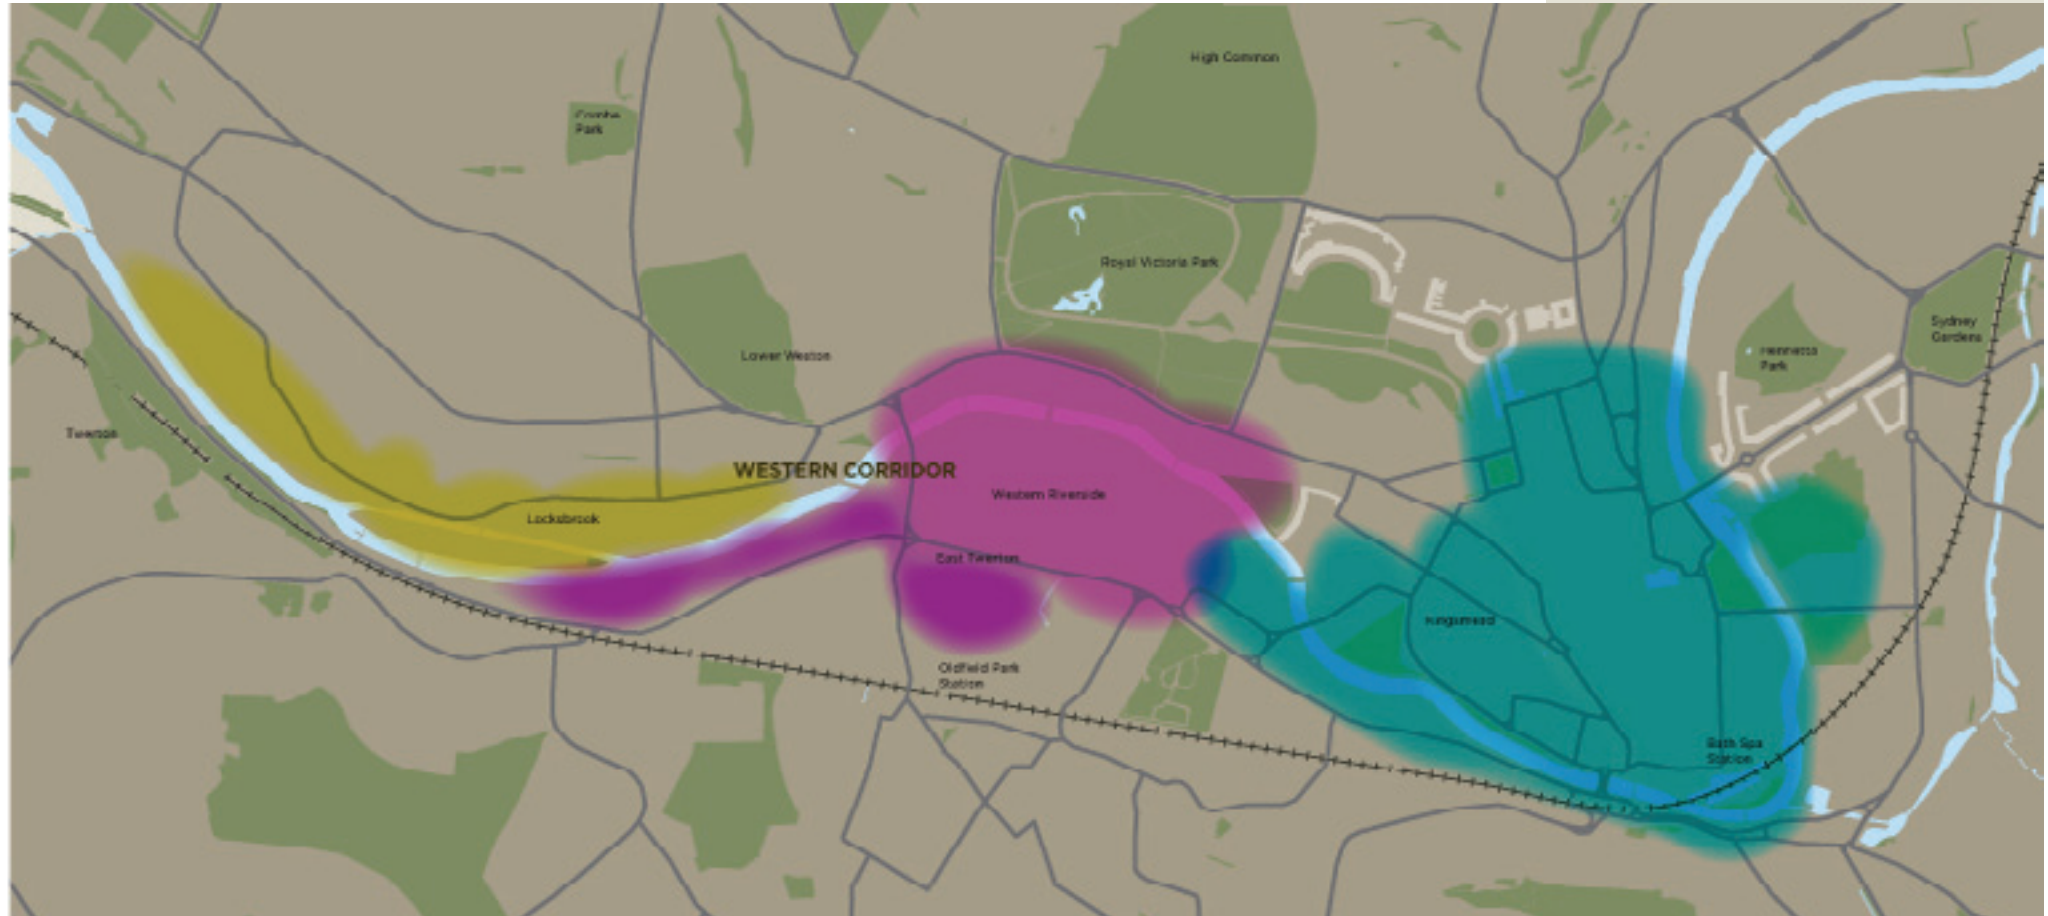 High Common
Combe
Park
Royal Victoria Park
Sydney
Gardens
Henrietta
Park
Lower Weston
Twerton
WESTERN CORRIDOR
Western Riverside
Locksbrook
East Twerton
Kingsmead
Oldfield Park
Station
Bath Spa
Station